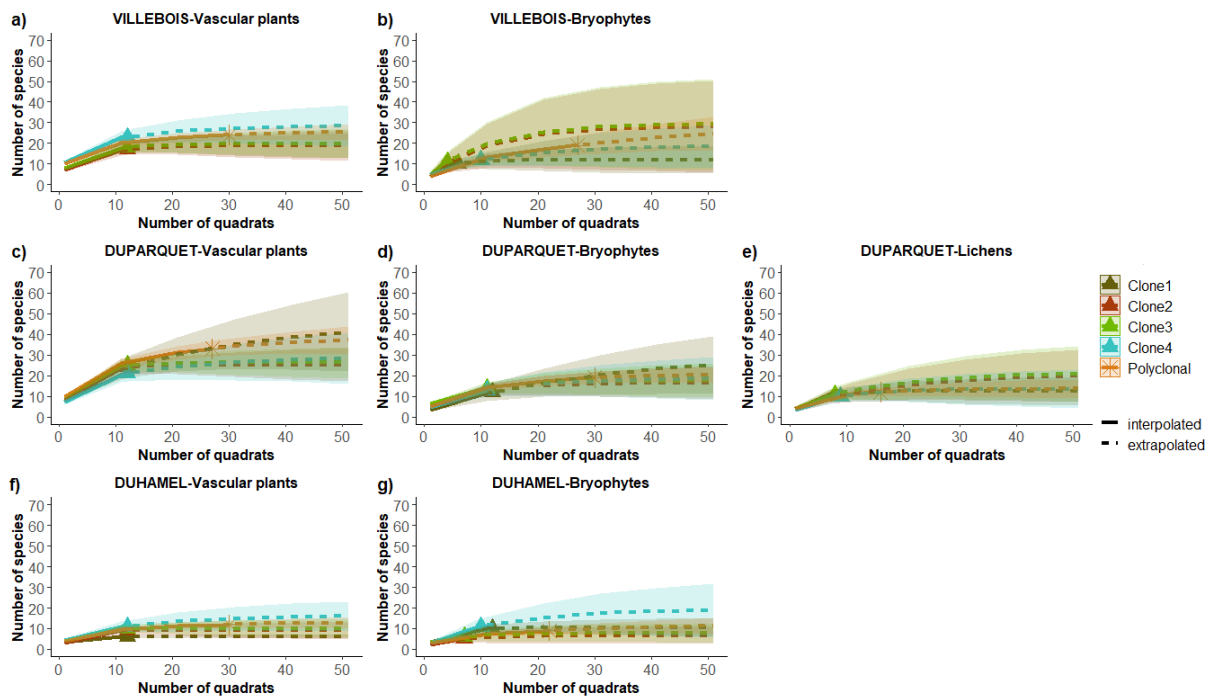 a) VILLEBOIS-Vascular plants
Number of species
70
60
50
40
30
20
10
0
0 10 20 30 40 50
Number of quadrats
b) VILLEBOIS-Bryophytes
Number of species
70
60
50
40
30
20
10
0
0 10 20 30 40 50
Number of quadrats
c) DUPARQUET-Vascular plants
Number of species
70
60
50
40
30
20
10
0
0 10 20 30 40 50
Number of quadrats
d) DUPARQUET-Bryophytes
Number of species
70
60
50
40
30
20
10
0
0 10 20 30 40 50
Number of quadrats
e) DUPARQUET-Lichens
Number of species
70
60
50
40
30
20
10
0
0 10 20 30 40 50
Number of quadrats
Clone1
Clone2
Clone3
Clone4
Polyclonal
interpolated
extrapolated
f) DUHAMEL-Vascular plants
Number of species
70
60
50
40
30
20
10
0
0 10 20 30 40 50
Number of quadrats
g) DUHAMEL-Bryophytes
Number of species
70
60
50
40
30
20
10
0
0 10 20 30 40 50
Number of quadrats